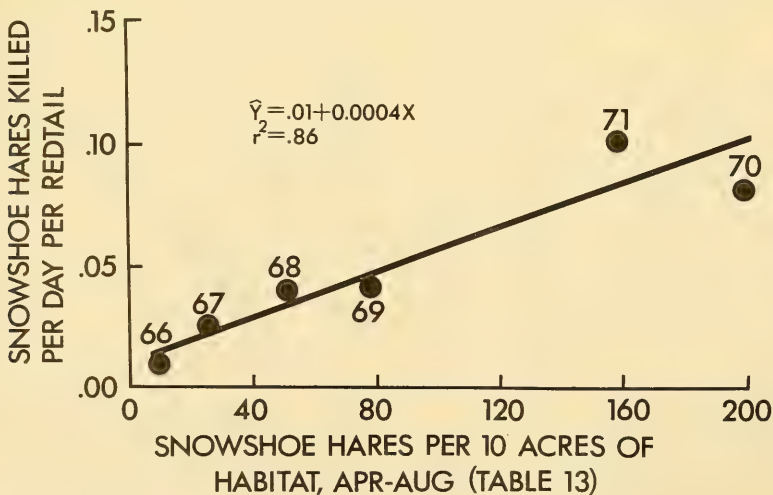 SNOWSHOE HARES KILLED
PER DAY PER REDTAIL
.15
.10
.05
.00
Ŷ=.01+0.0004X
r²=.86
66
67
68
69
71
70
0 40 80 120 160 200
SNOWSHOE HARES PER 10 ACRES OF
HABITAT, APR-AUG (TABLE 13)